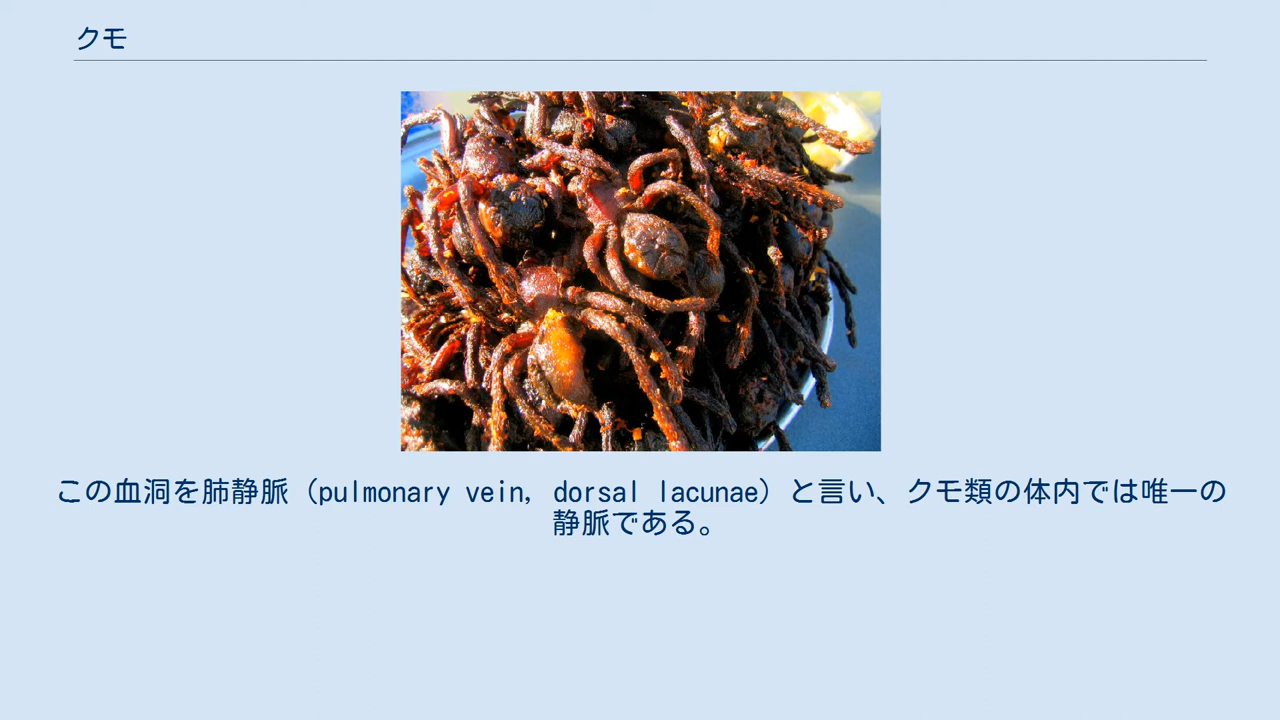 クモ
この血洞を肺静脈（pulmonary vein, dorsal lacunae）と言い、クモ類の体内では唯一の
静脈である。